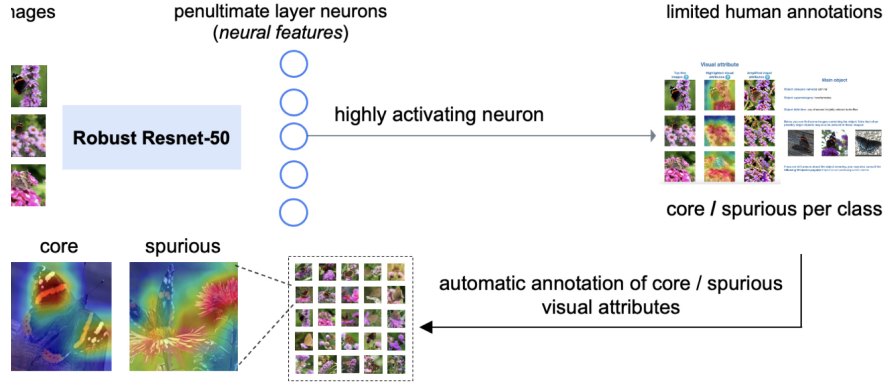 nages
penultimate layer neurons
(neural features)
limited human annotations
Visual attribute
Main object
Robust Resnet-50
highly activating neuron
core / spurious per class
core
spurious
automatic annotation of core / spurious
visual attributes